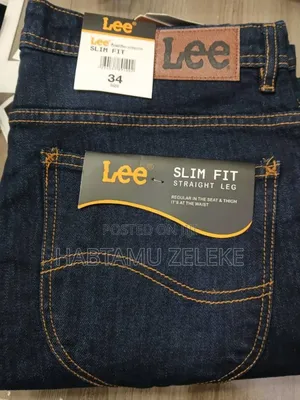 Lee
SLIM FIT
34
Lee
Lee
SLIM FIT
STRAIGHT LEG
REGULAR IN THE SEAT & THIGH
IT'S AT THE WAIST
POSTED ON
HABTAMU ZELEKE